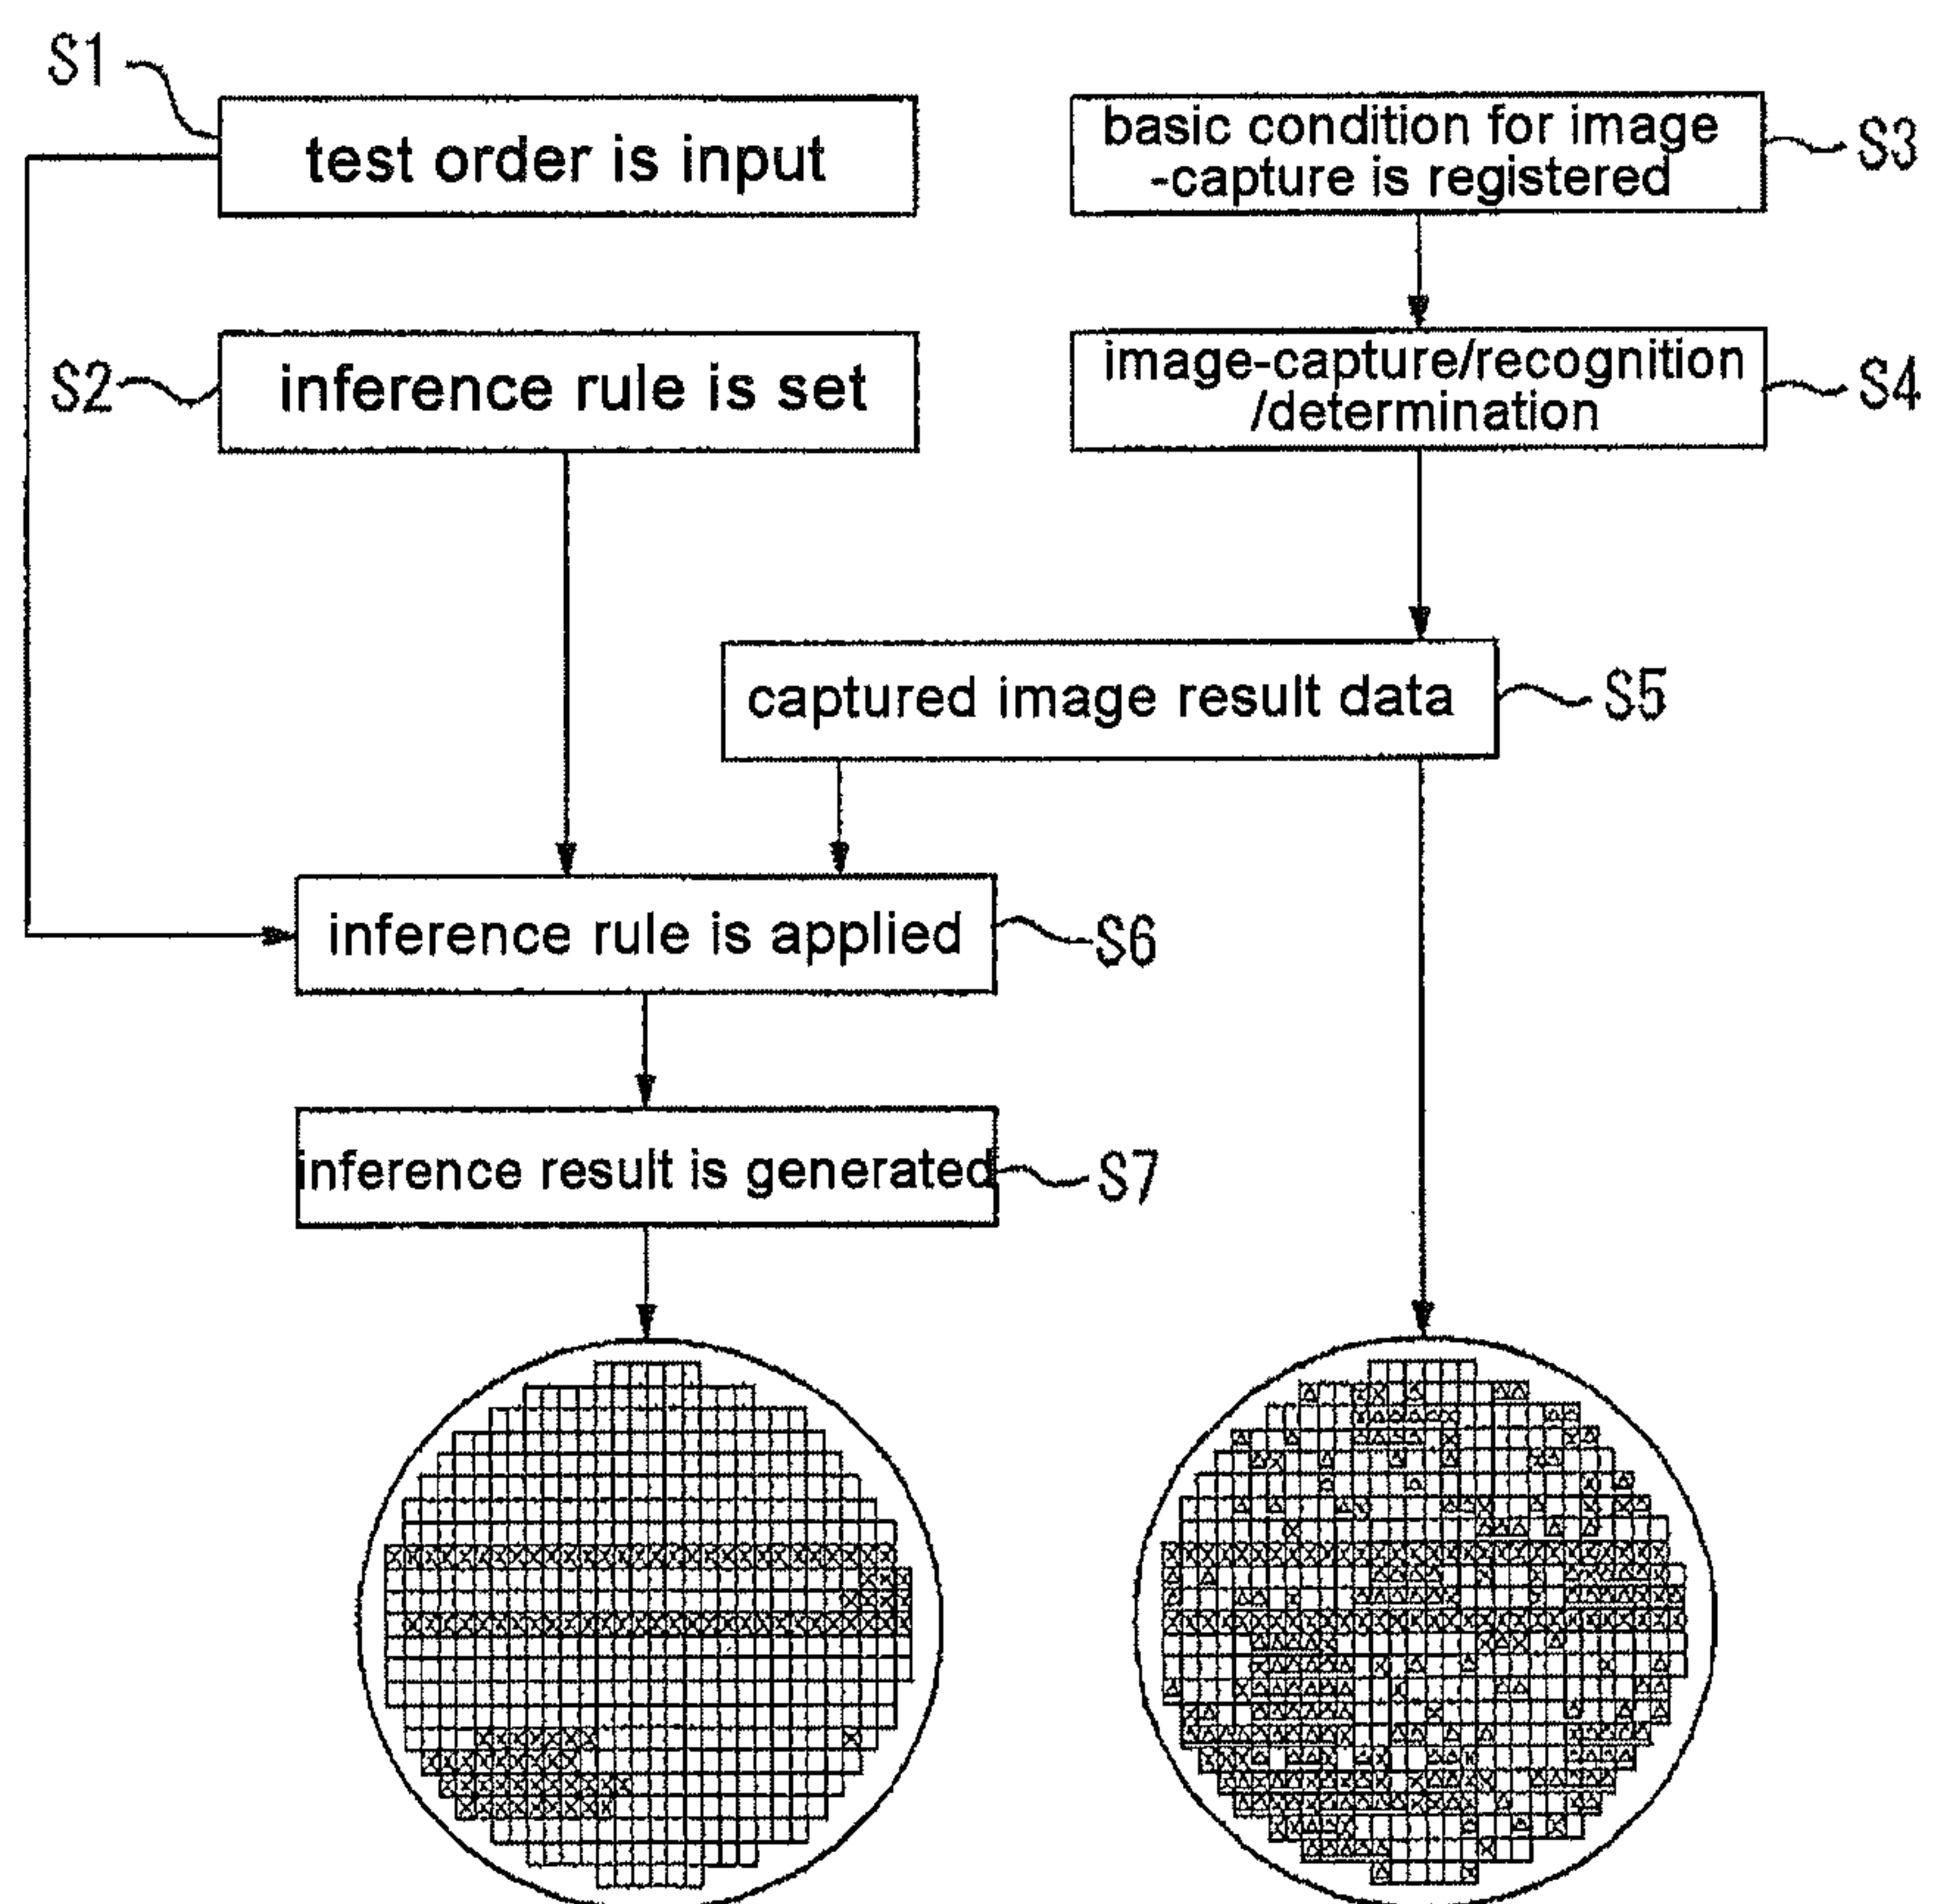 S1
test order is input
basic condition for image
-capture is registered
S3
S2
inference rule is set
image-capture/recognition
/determination
S4
captured image result data
S5
inference rule is applied
S6
inference result is generated
S7